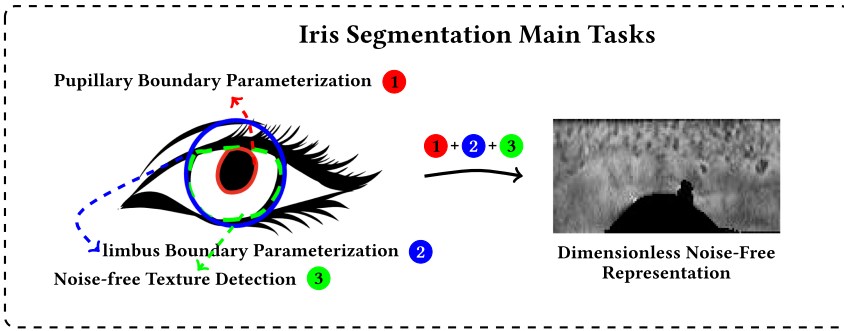 Iris Segmentation Main Tasks
Pupillary Boundary Parameterization 1
1 + 2 + 3
limbus Boundary Parameterization 2
Noise-free Texture Detection 3
Dimensionless Noise-Free
Representation